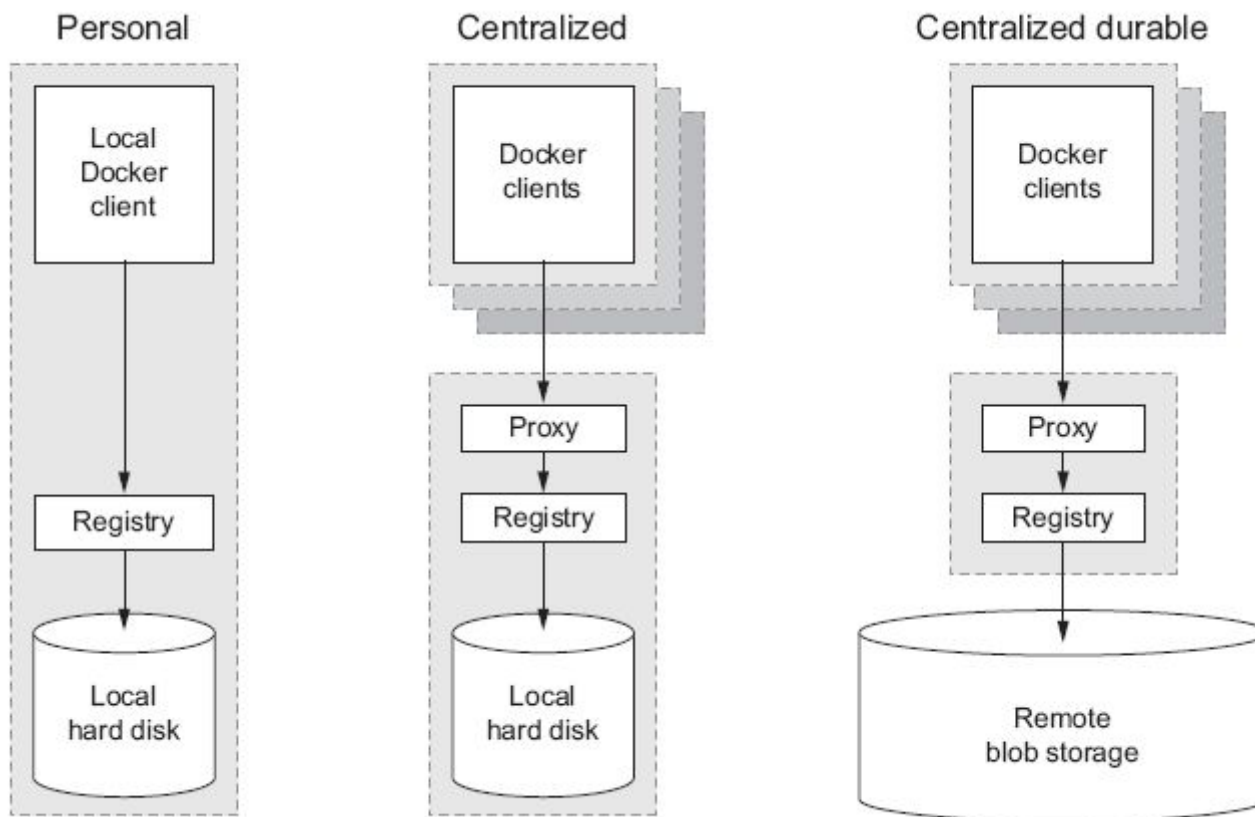 Personal
Local
Docker
client
Registry
Local
hard disk
Centralized
Docker
clients
Proxy
Registry
Local
hard disk
Centralized durable
Docker
clients
Proxy
Registry
Remote
blob storage